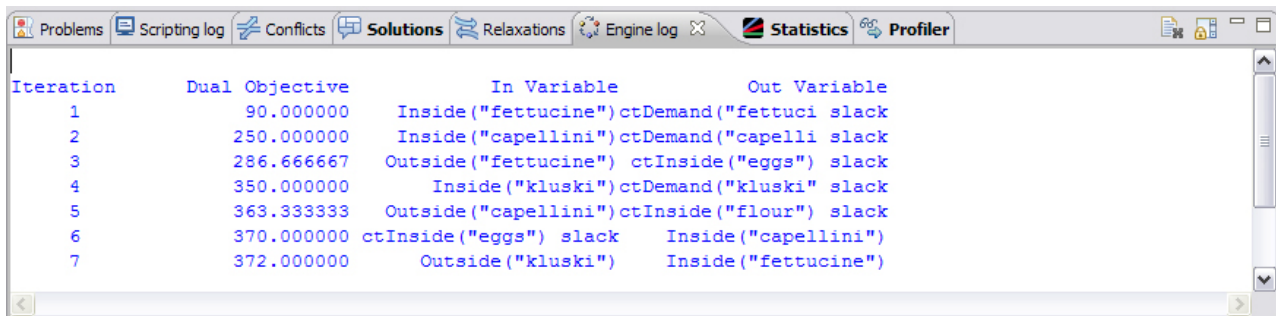 Problems Scripting log Conflicts Solutions Relaxations Engine log Statistics Profiler
Iteration Dual Objective In Variable Out Variable
1 90.000000 Inside("fettucine")ctDemand("fettuci slack
2 250.000000 Inside("capellini")ctDemand("capelli slack
3 286.666667 Outside("fettucine") ctInside("eggs") slack
4 350.000000 Inside("kluski")ctDemand("kluski" slack
5 363.333333 Outside("capellini")ctInside("flour") slack
6 370.000000 ctInside("eggs") slack Inside("capellini")
7 372.000000 Outside("kluski") Inside("fettucine")